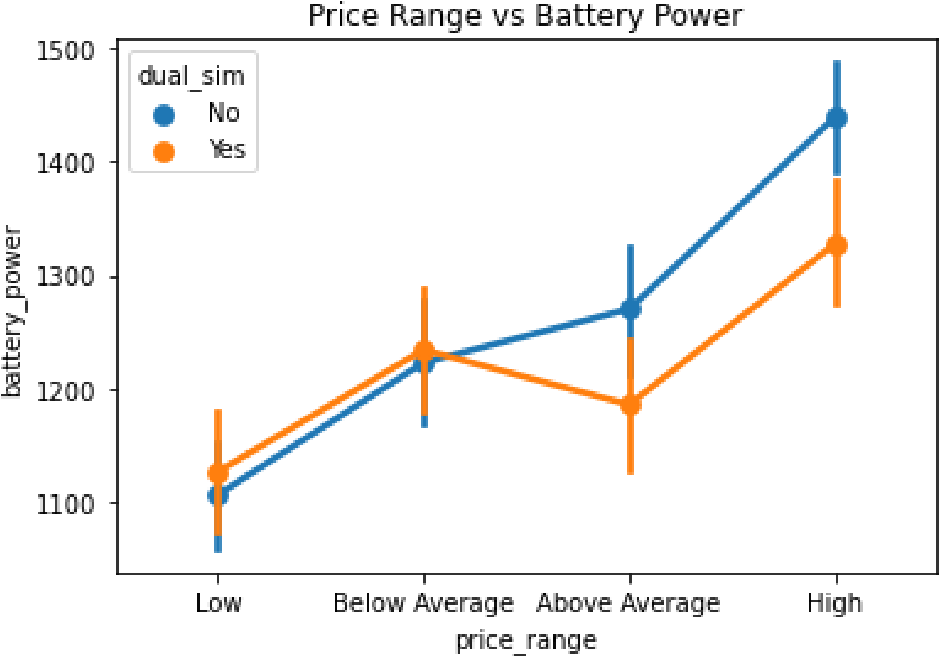 Price Range vs Battery Power
dual_sim
No
Yes
1500
1400
1300
1200
1100
battery_power
Low
Below Average
Above Average
High
price_range